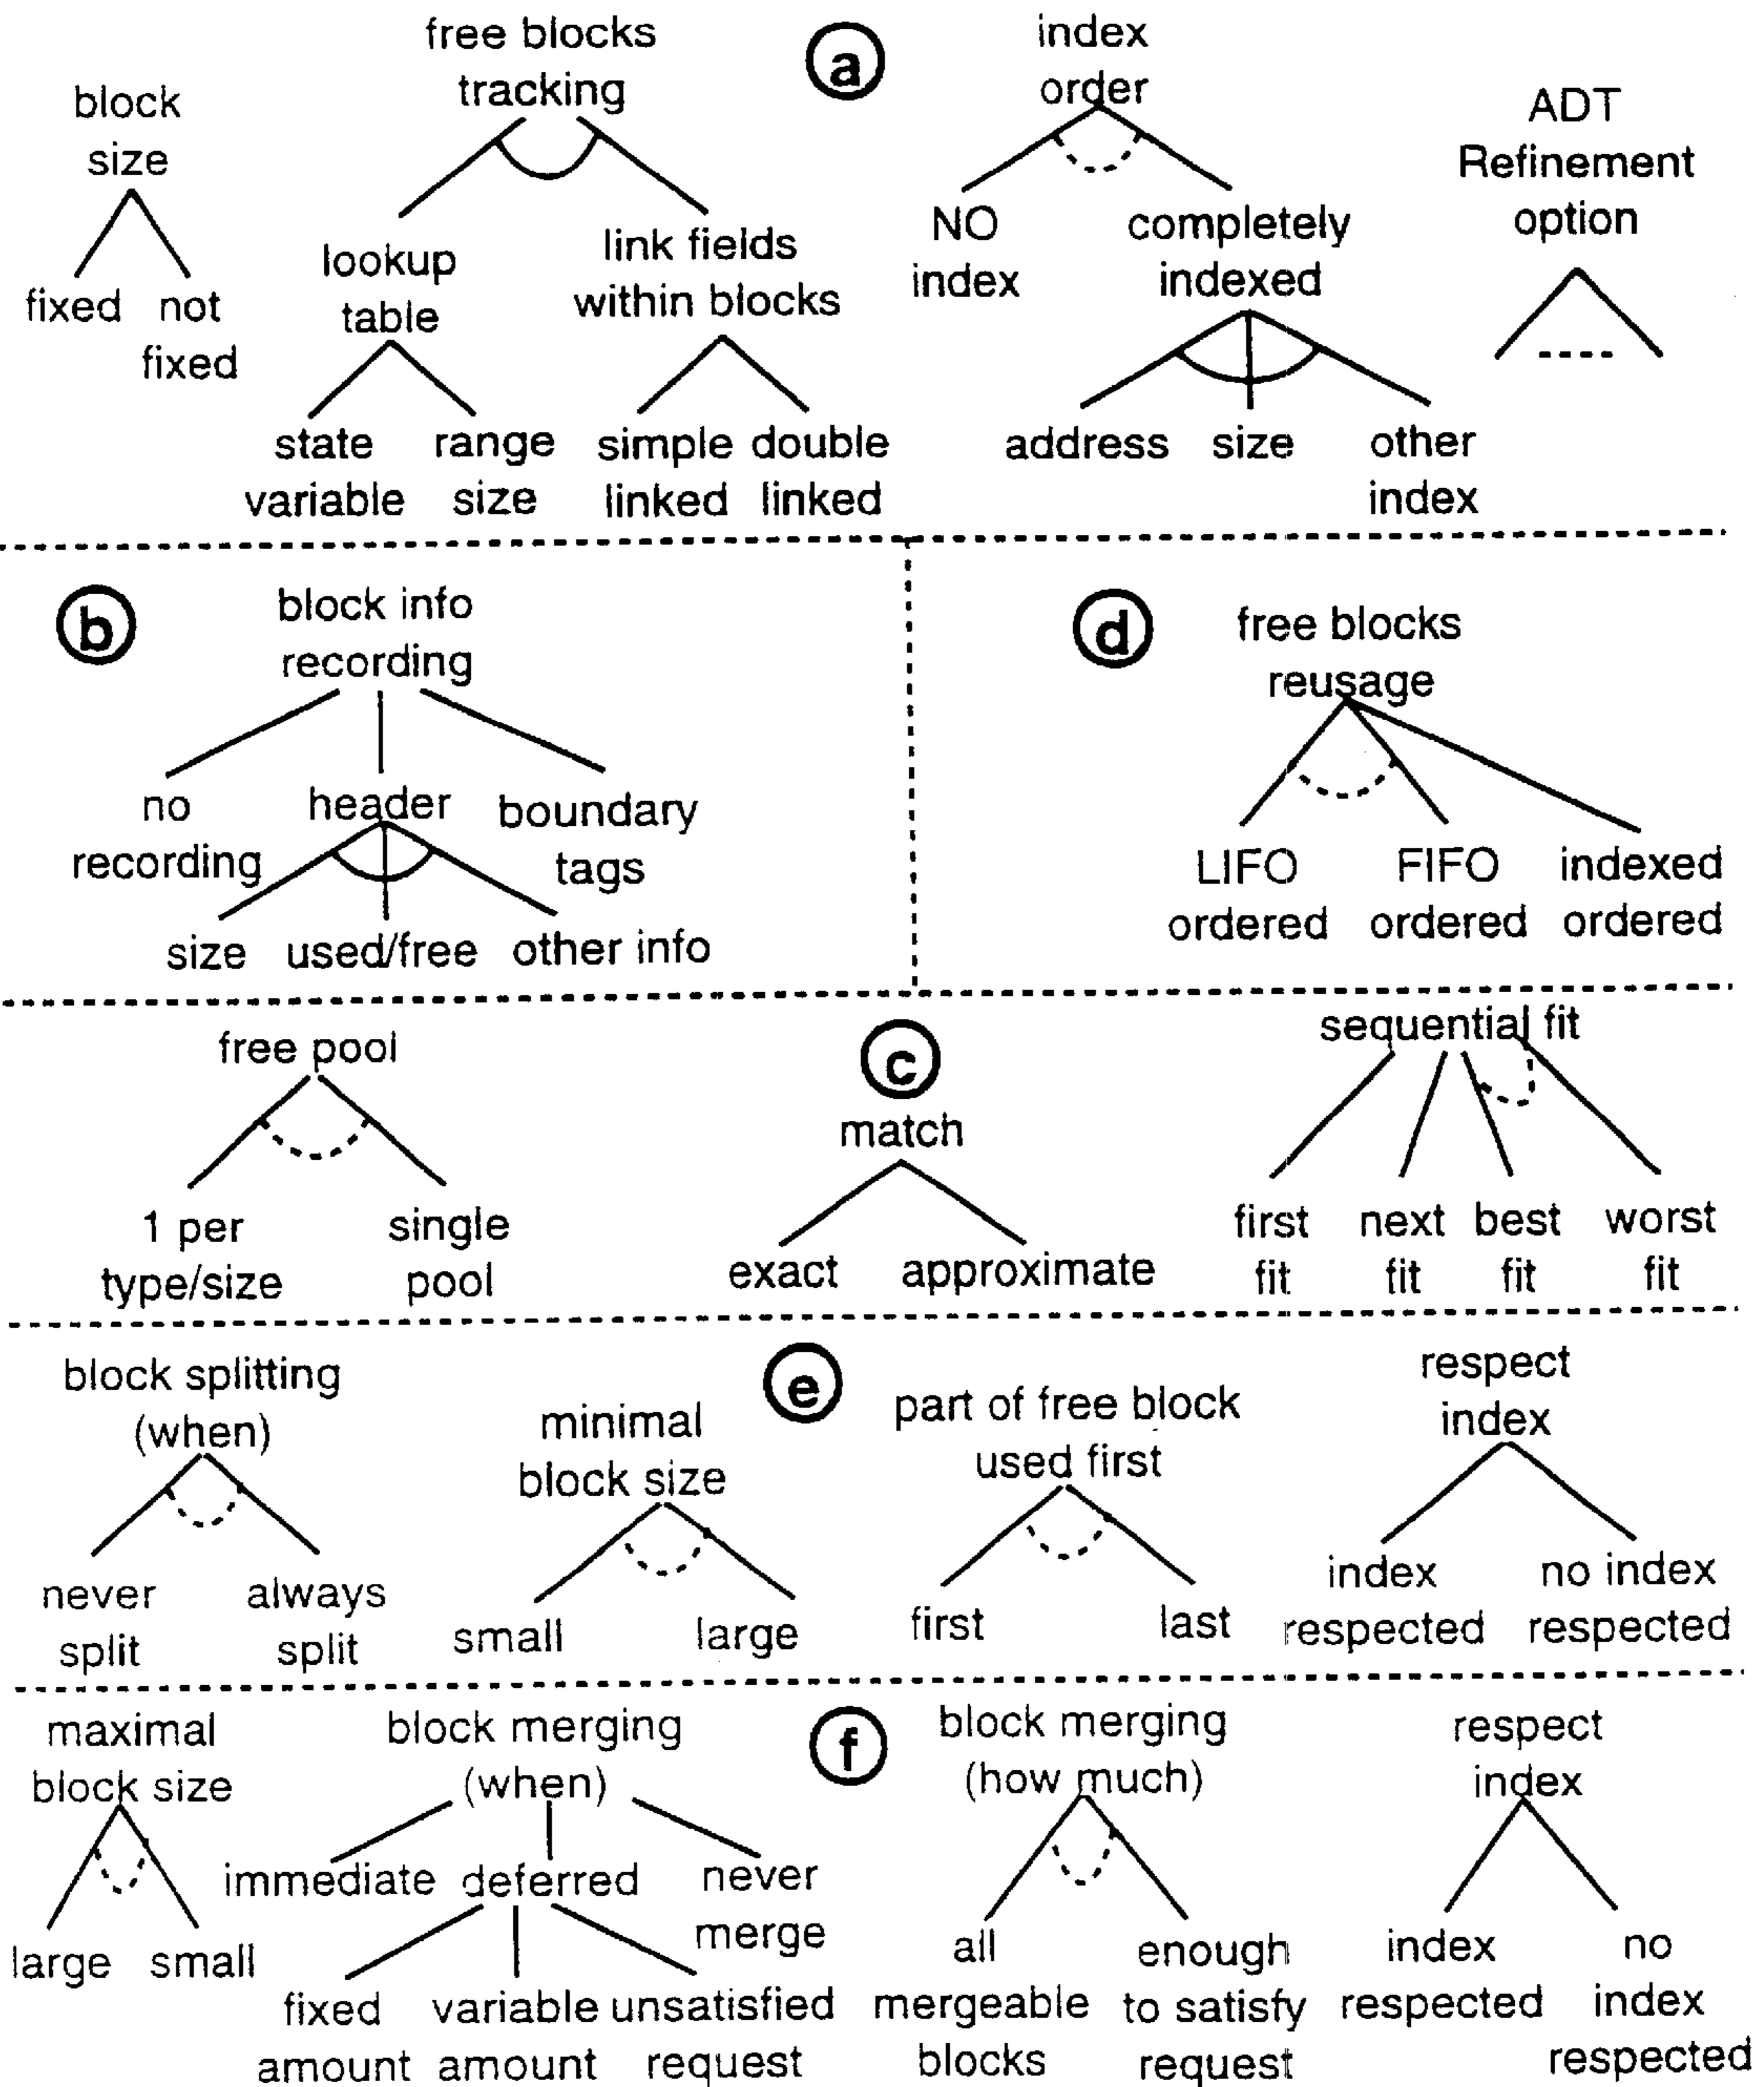 a
block
size
fixed
not
fixed
free blocks
tracking
lookup
table
state
variable
range
size
link fields
within blocks
simple
linked
double
linked
index
order
NO
index
completely
indexed
address
size
other
index
ADT
Refinement
option
b
block info
recording
no
recording
header
boundary
tags
size
used/free
other info
d
free blocks
reusage
LIFO
ordered
FIFO
ordered
indexed
ordered
c
free pool
1 per
type/size
single
pool
match
exact
approximate
sequential fit
first
fit
next
fit
best
fit
worst
fit
e
block splitting
(when)
never
split
always
split
minimal
block size
small
large
part of free block
used first
first
last
respect
index
index
respected
no index
respected
f
maximal
block size
large
small
block merging
(when)
immediate
deferred
never
merge
fixed
amount
variable
amount
unsatisfied
request
block merging
(how much)
all
mergeable
blocks
enough
to satisfy
request
respect
index
index
respected
no
index
respected